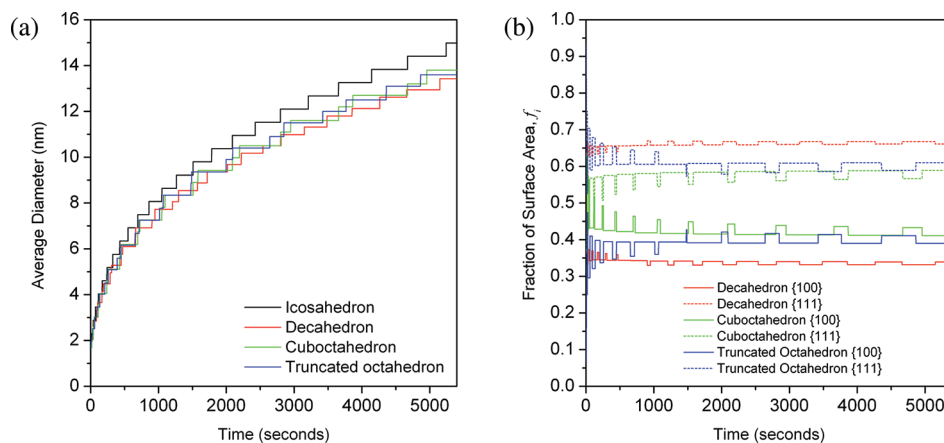 (a)
Average Diameter (nm)
16
14
12
10
8
6
4
2
0
0 1000 2000 3000 4000 5000
Time (seconds)
Icosahedron
Decahedron
Cuboctahedron
Truncated octahedron
(b)
Fraction of Surface Area, fᵢ
1.0
0.9
0.8
0.7
0.6
0.5
0.4
0.3
0.2
0.1
0.0
0 1000 2000 3000 4000 5000
Time (seconds)
Decahedron {100}
Decahedron {111}
Cuboctahedron {100}
Cuboctahedron {111}
Truncated Octahedron {100}
Truncated Octahedron {111}